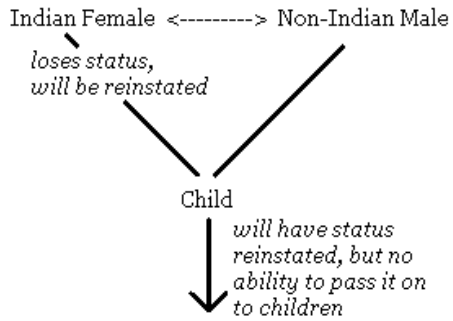 Indian Female <---------> Non-Indian Male
loses status,
will be reinstated
Child
will have status
reinstated, but no
ability to pass it on
to children